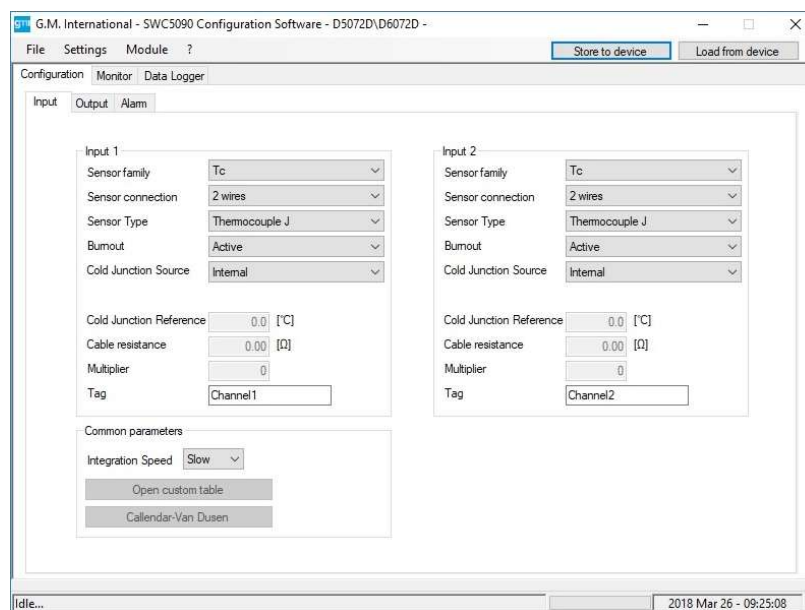 GMI G.M. International - SWC5090 Configuration Software - D5072D\D6072D -
File Settings Module ? Store to device Load from device
Configuration Monitor Data Logger
Input Output Alarm
Input 1
Sensor family Tc
Sensor connection 2 wires
Sensor Type Thermocouple J
Burnout Active
Cold Junction Source Internal
Cold Junction Reference 0.0 [°C]
Cable resistance 0.00 [Ω]
Multiplier 0
Tag Channel1
Input 2
Sensor family Tc
Sensor connection 2 wires
Sensor Type Thermocouple J
Burnout Active
Cold Junction Source Internal
Cold Junction Reference 0.0 [°C]
Cable resistance 0.00 [Ω]
Multiplier 0
Tag Channel2
Common parameters
Integration Speed Slow
Open custom table
Callendar-Van Dusen
Idle... 2018 Mar 26 - 09:25:08